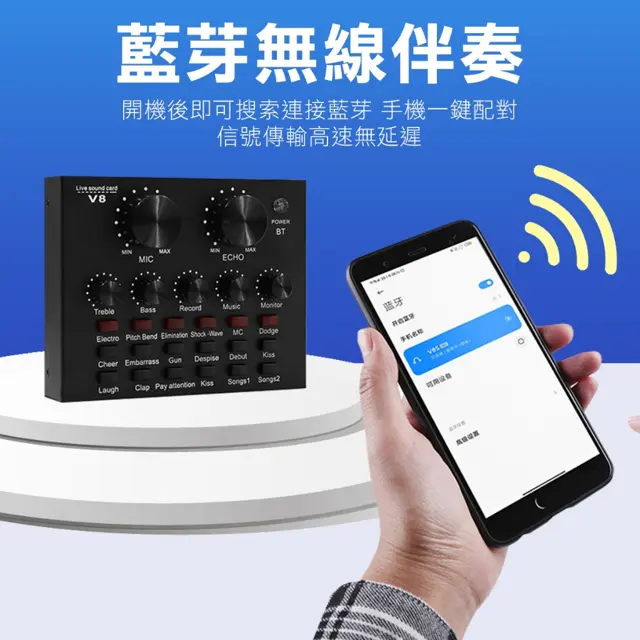 藍芽無線伴奏
開機後即可搜索連接藍芽 手機一鍵配對
信號傳輸高速無延遲
Live sound card
V8
POWER
BT
MIN MAX MIN MAX
MIC ECHO
Treble Bass Record Music Monitor
Electro Pitch Bend Elimination Shock-Wave MC Dodge
Cheer Embarrass Gun Despise Debut Kiss
Laugh Clap Pay attention Kiss Songs1 Songs2
蓝牙
开启蓝牙
手机名称
可用设备
高级设置